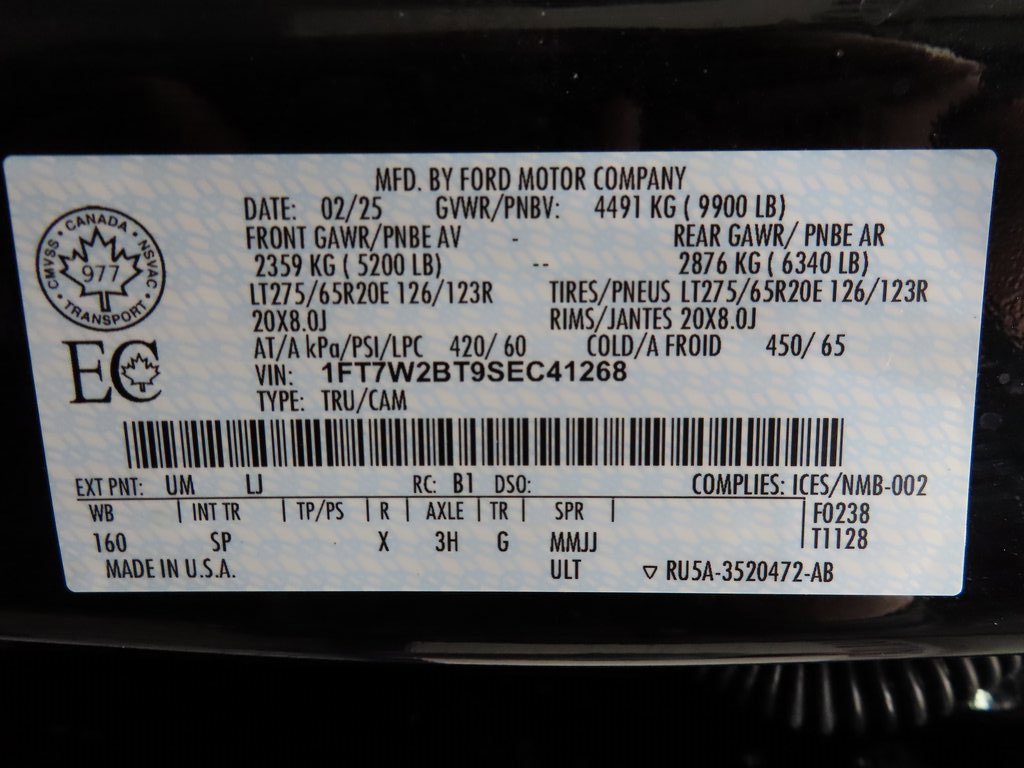 MFD. BY FORD MOTOR COMPANY
DATE: 02/25 GVWR/PNBV: 4491 KG ( 9900 LB)
FRONT GAWR/PNBE AV - REAR GAWR/ PNBE AR
2359 KG ( 5200 LB) -- 2876 KG ( 6340 LB)
LT275/65R20E 126/123R TIRES/PNEUS LT275/65R20E 126/123R
20X8.0J RIMS/JANTES 20X8.0J
AT/A kPa/PSI/LPC 420/ 60 COLD/A FROID 450/ 65
VIN: 1FT7W2BT9SEC41268
TYPE: TRU/CAM
CANADA
CMVSS NSVAC
977
TRANSPORT
EC
EXT PNT: UM LJ RC: B1 DSO: COMPLIES: ICES/NMB-002
WB | INT TR | TP/PS | R | AXLE | TR | SPR | F0238
160 SP X 3H G MMJJ T1128
MADE IN U.S.A. ULT ▽ RU5A-3520472-AB